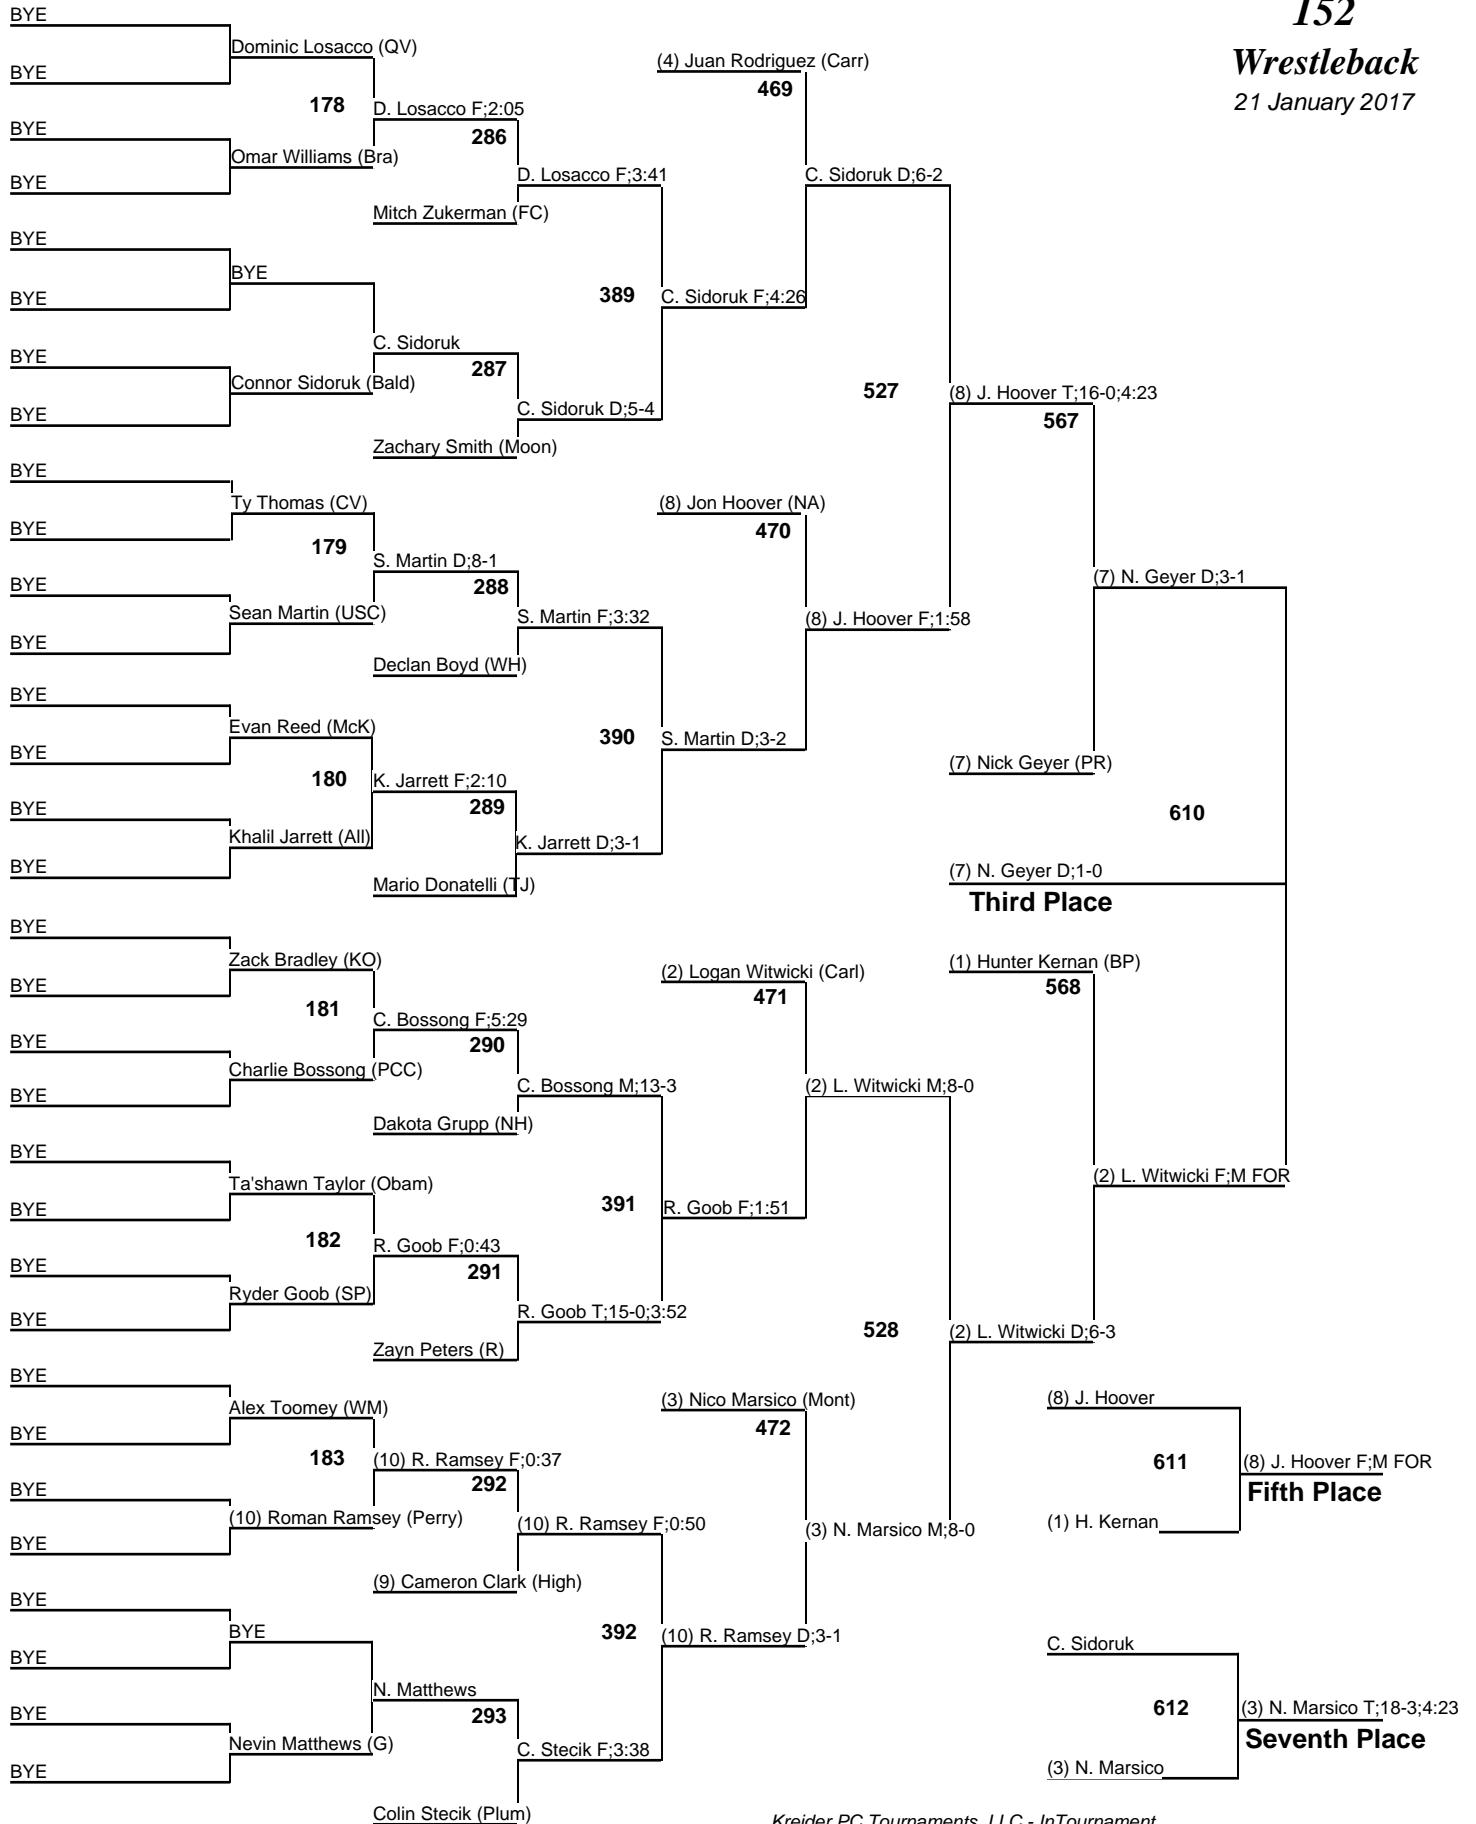 152
Wrestleback
21 January 2017
BYE
Dominic Losacco (QV)
BYE
178
D. Losacco F;2:05
BYE
Omar Williams (Bra)
BYE
286
D. Losacco F;3:41
Mitch Zukerman (FC)
(4) Juan Rodriguez (Carr)
469
C. Sidoruk D;6-2
BYE
BYE
BYE
389
C. Sidoruk F;4:26
C. Sidoruk
BYE
287
Connor Sidoruk (Bald)
C. Sidoruk D;5-4
BYE
Zachary Smith (Moon)
527
(8) J. Hoover T;16-0;4:23
567
BYE
Ty Thomas (CV)
BYE
179
S. Martin D;8-1
288
BYE
Sean Martin (USC)
S. Martin F;3:32
BYE
Declan Boyd (WH)
(8) Jon Hoover (NA)
470
(8) J. Hoover F;1:58
(7) N. Geyer D;3-1
BYE
Evan Reed (McK)
BYE
390
S. Martin D;3-2
180
K. Jarrett F;2:10
289
BYE
Khalil Jarrett (All)
K. Jarrett D;3-1
BYE
Mario Donatelli (TJ)
(7) Nick Geyer (PR)
610
(7) N. Geyer D;1-0
Third Place
BYE
Zack Bradley (KO)
BYE
181
C. Bossong F;5:29
290
BYE
Charlie Bossong (PCC)
C. Bossong M;13-3
BYE
Dakota Grupp (NH)
(2) Logan Witwicki (Carl)
471
(2) L. Witwicki M;8-0
(1) Hunter Kernan (BP)
568
BYE
Ta'shawn Taylor (Obam)
BYE
391
R. Goob F;1:51
(2) L. Witwicki F;M FOR
182
R. Goob F;0:43
291
BYE
Ryder Goob (SP)
R. Goob T;15-0;3:52
BYE
Zayn Peters (R)
528
(2) L. Witwicki D;6-3
BYE
Alex Toomey (WM)
BYE
183
(10) R. Ramsey F;0:37
292
BYE
(10) Roman Ramsey (Perry)
(10) R. Ramsey F;0:50
BYE
(9) Cameron Clark (High)
(3) Nico Marsico (Mont)
472
(3) N. Marsico M;8-0
(8) J. Hoover
611
(8) J. Hoover F;M FOR
Fifth Place
(1) H. Kernan
BYE
BYE
BYE
392
(10) R. Ramsey D;3-1
N. Matthews
293
BYE
Nevin Matthews (G)
C. Stecik F;3:38
BYE
Colin Stecik (Plum)
C. Sidoruk
612
(3) N. Marsico T;18-3;4:23
Seventh Place
(3) N. Marsico
Kreider PC Tournaments, LLC - InTournament